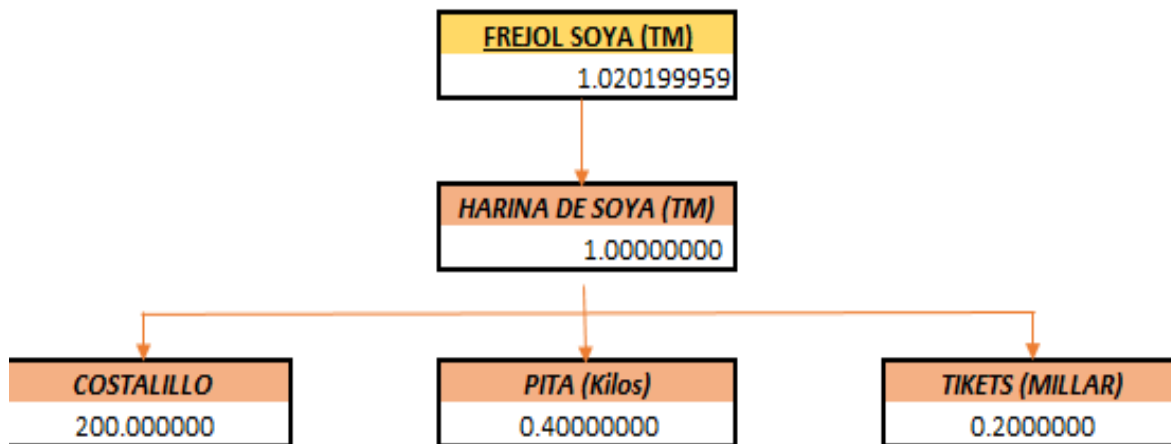 FREJOL SOYA (TM)
1.020199959
HARINA DE SOYA (TM)
1.00000000
COSTALILLO
200.000000
PITA (Kilos)
0.40000000
TIKETS (MILLAR)
0.2000000